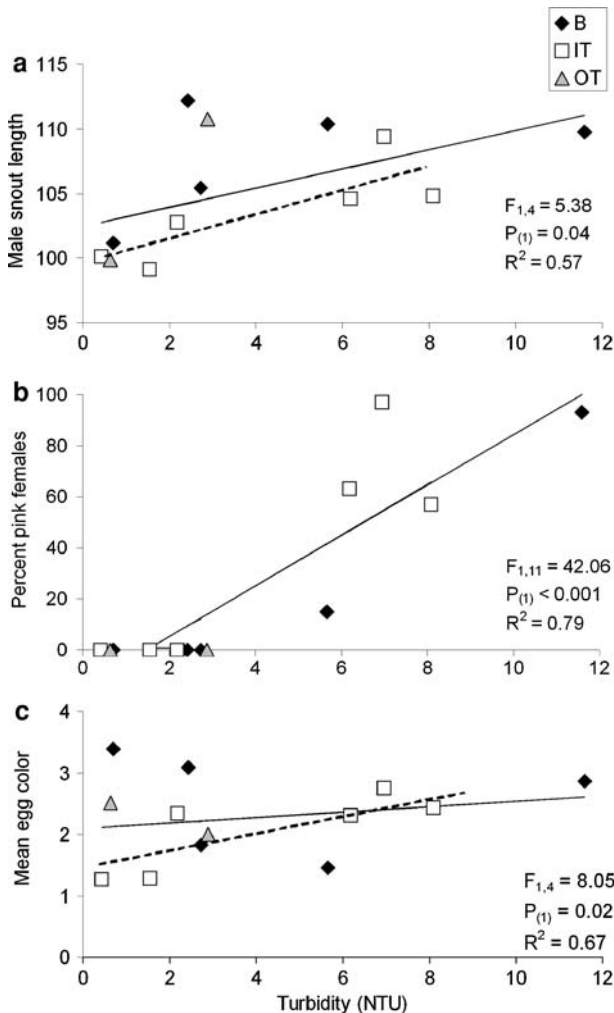 B
IT
OT
a
115
110
105
100
95
Male snout length
F1,4 = 5.38
P(1) = 0.04
R2 = 0.57
0 2 4 6 8 10 12
b
100
80
60
40
20
0
Percent pink females
F1,11 = 42.06
P(1) < 0.001
R2 = 0.79
0 2 4 6 8 10 12
c
4
3
2
1
0
Mean egg color
F1,4 = 8.05
P(1) = 0.02
R2 = 0.67
0 2 4 6 8 10 12
Turbidity (NTU)